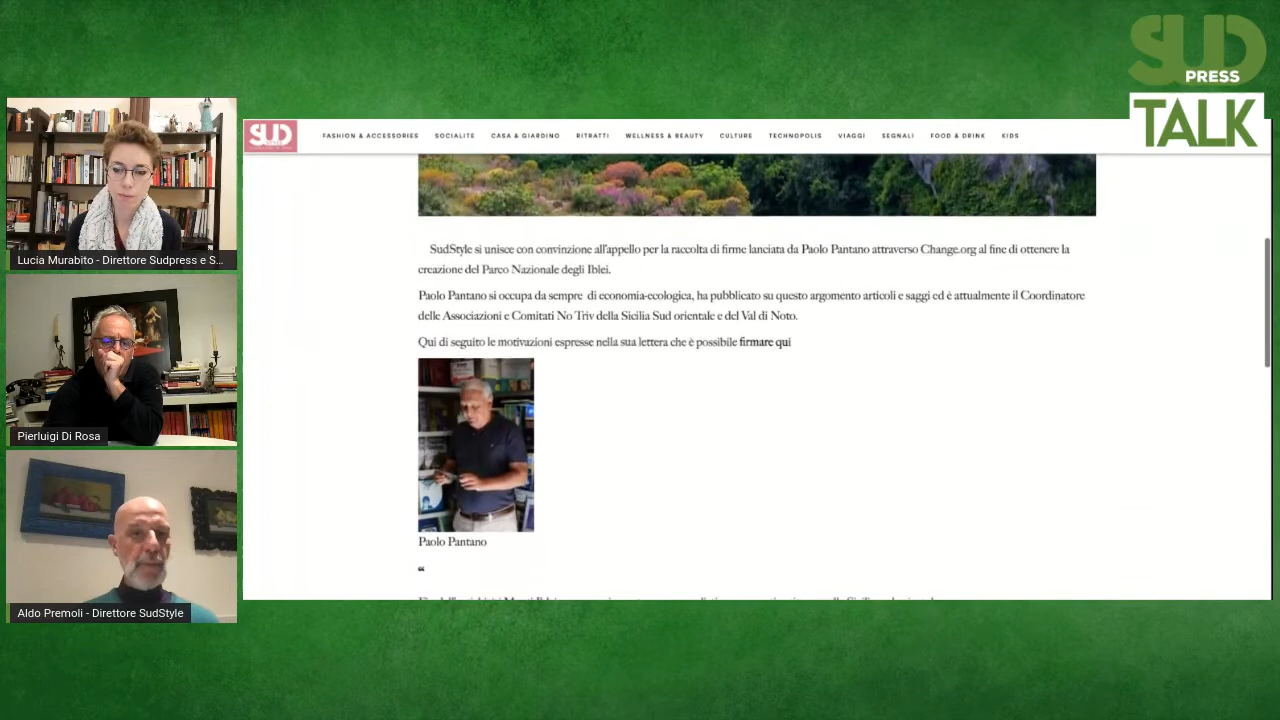 SUD
PRESS
TALK
Lucia Murabito - Direttore Sudpress e S...
Pierluigi Di Rosa
Aldo Premoli - Direttore SudStyle
SUD
FASHION & ACCESSORIES SOCIALITE CASA & GIARDINO RITRATTI WELLNESS & BEAUTY CULTURE TECHNOPOLIS VIAGGI SEGNALI FOOD & DRINK KIDS
SudStyle si unisce con convinzione all'appello per la raccolta di firme lanciata da Paolo Pantano attraverso Change.org al fine di ottenere la
creazione del Parco Nazionale degli Iblei.
Paolo Pantano si occupa da sempre di economia-ecologica, ha pubblicato su questo argomento articoli e saggi ed è attualmente il Coordinatore
delle Associazioni e Comitati No Triv della Sicilia Sud orientale e del Val di Noto.
Qui di seguito le motivazioni espresse nella sua lettera che è possibile firmare qui
Paolo Pantano
“